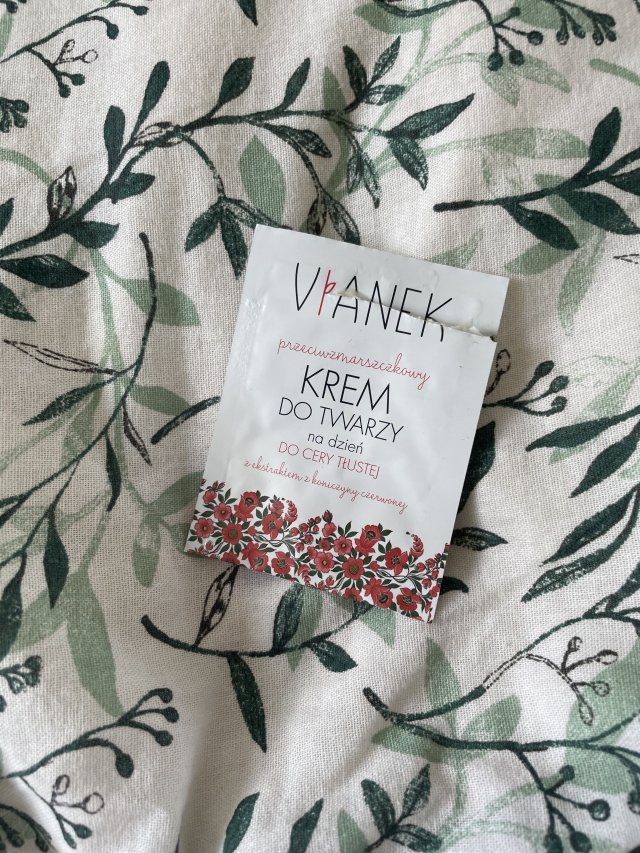 VIANEK
przeciwzmarszczkowy
KREM
DO TWARZY
na dzień
DO CERY TŁUSTEJ
z ekstraktem z koniczyny czerwonej